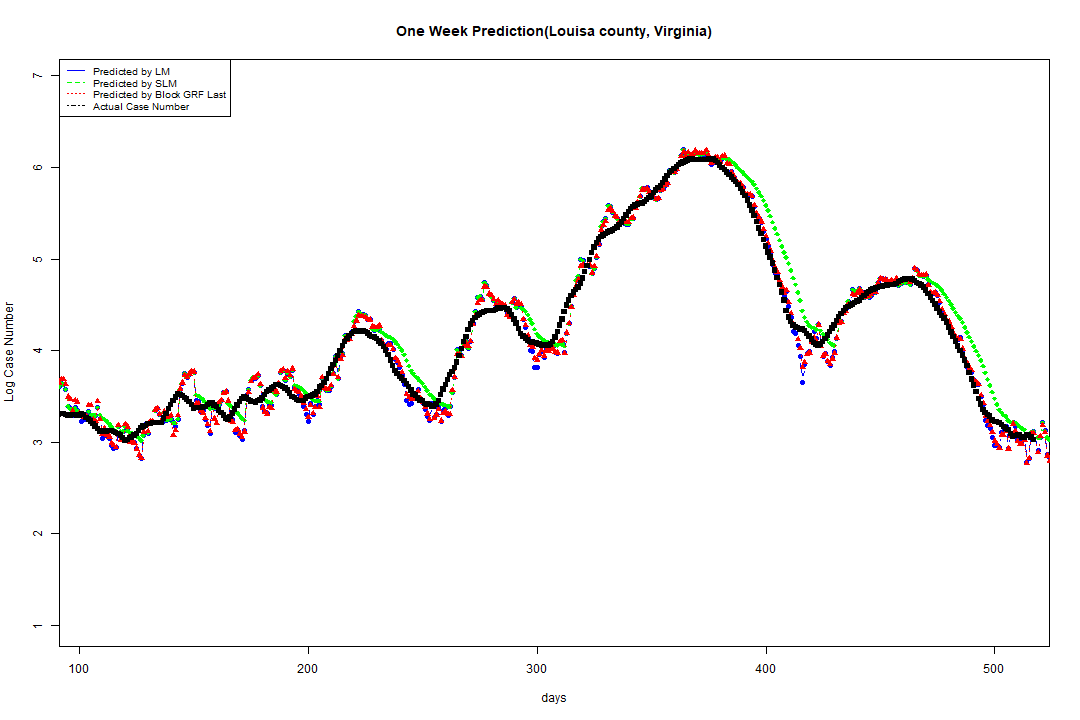 One Week Prediction(Louisa county, Virginia)
Predicted by LM
Predicted by SLM
Predicted by Block GRF Last
Actual Case Number
Log Case Number
7
6
5
4
3
2
1
100 200 300 400 500
days